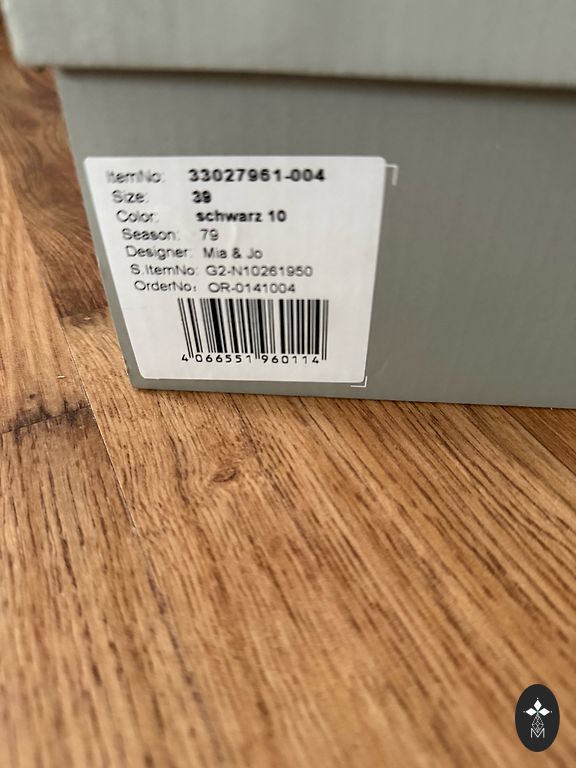 ItemNo: 33027961-004
Size: 39
Color: schwarz 10
Season: 79
Designer: Mia & Jo
S.ItemNo: G2-N10261950
OrderNo: OR-0141004
4 066551 960114
M